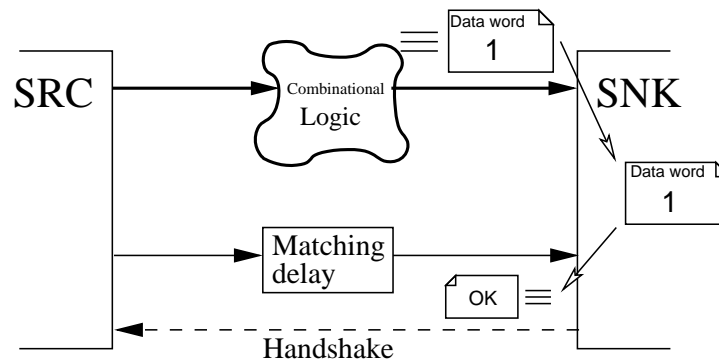 Data word
1
SRC
Combinational
Logic
SNK
Data word
1
Matching
delay
OK
Handshake